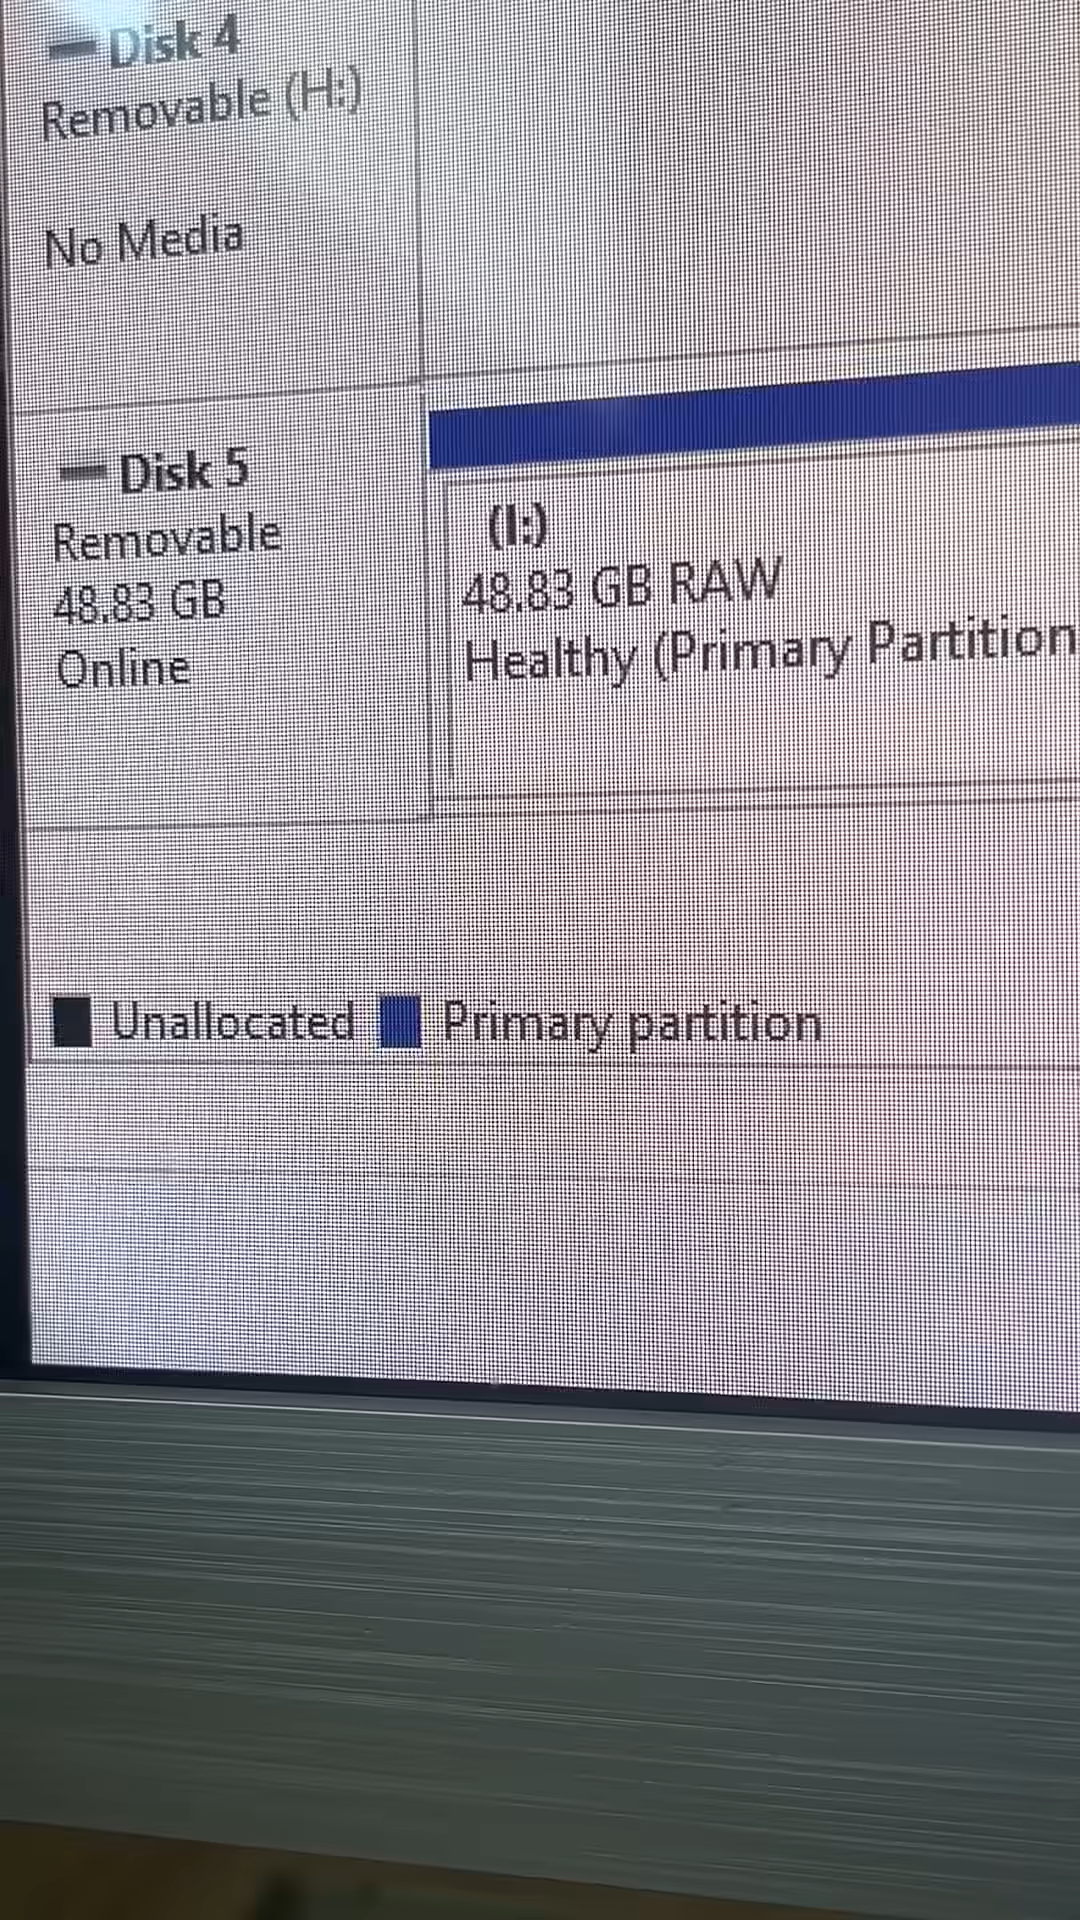 Disk 4
Removable (H:)
No Media
Disk 5
Removable
48.83 GB
Online
(I:)
48.83 GB RAW
Healthy (Primary Partition
Unallocated
Primary partition